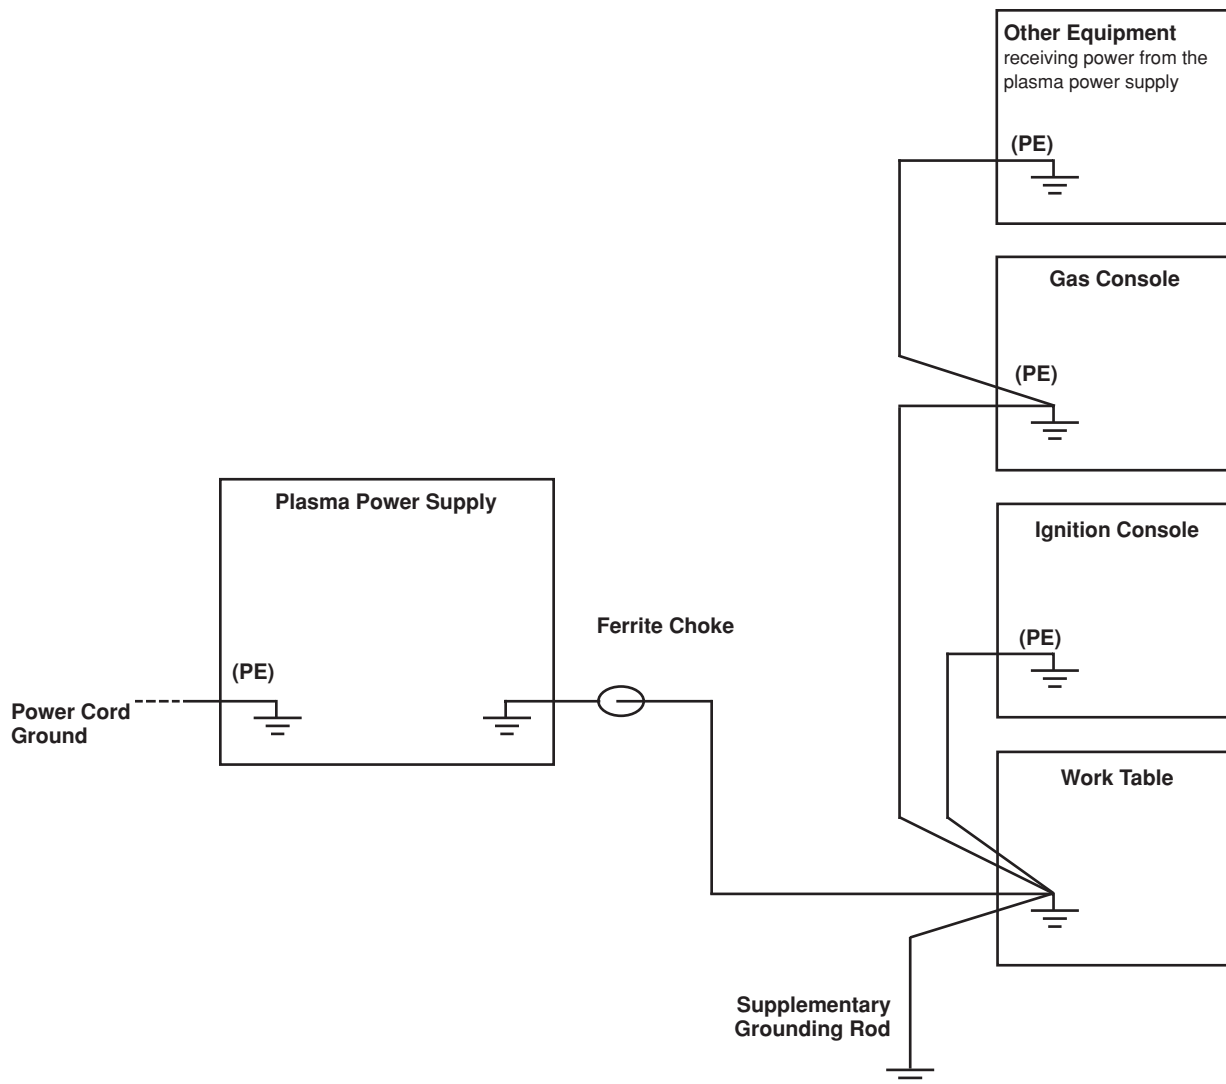 Other Equipment
receiving power from the
plasma power supply
(PE)
Gas Console
(PE)
Plasma Power Supply
Ignition Console
Ferrite Choke
(PE)
(PE)
Power Cord
Ground
Work Table
Supplementary
Grounding Rod